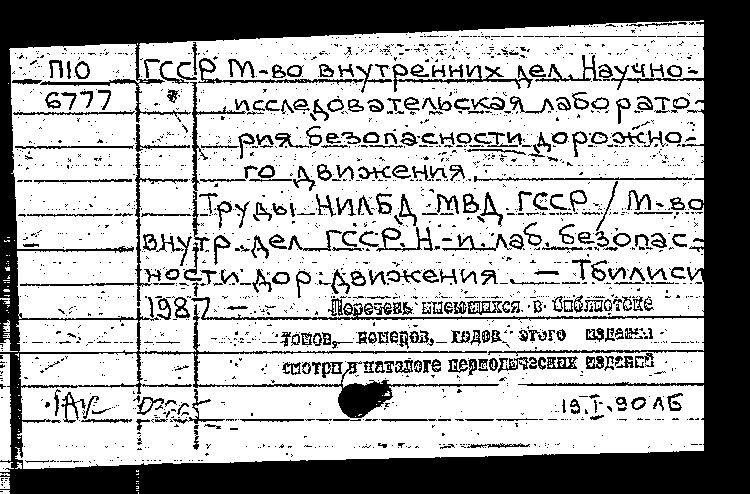 П10 ГССР М-во внутренних дел. Научно-
6777 исследовательская лаборато-
рия безопасности дорожно-
го движения.
Труды НИЛБД МВД ГССР / М-во
внутр. дел ГССР. Н.-и. лаб. безопас-
ности дор. движения. — Тбилиси
1987 — Перечень имеющихся в библиотеке
томов, номеров, годов этого издания
смотри в каталоге периодических изданий
19.I.90 ЛБ